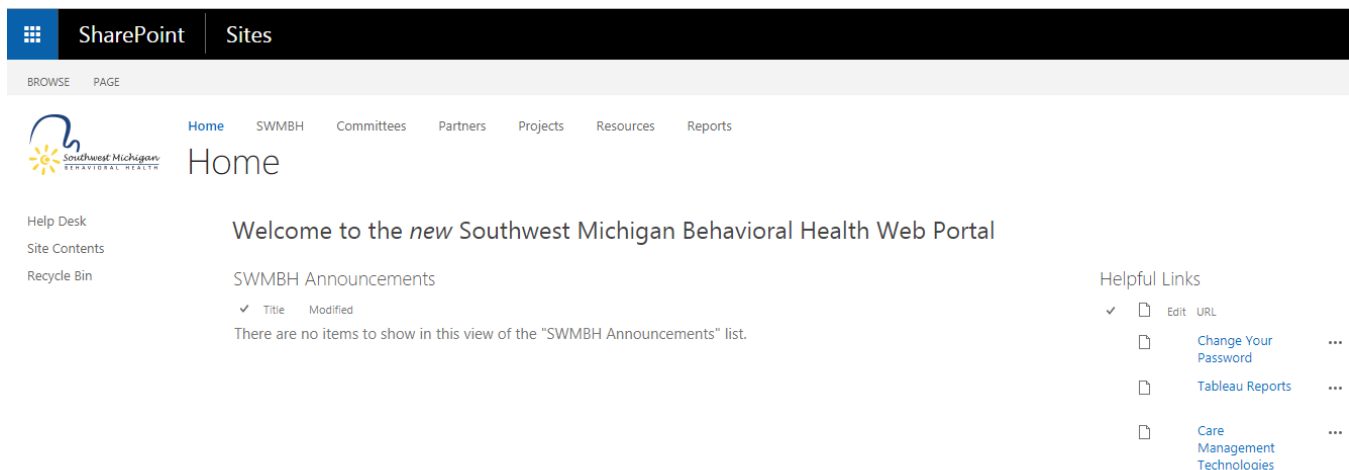 SharePoint Sites
BROWSE PAGE
Southwest Michigan
BEHAVIORAL HEALTH
Home SWMBH Committees Partners Projects Resources Reports
Home
Help Desk
Site Contents
Recycle Bin
Welcome to the new Southwest Michigan Behavioral Health Web Portal
SWMBH Announcements
Title Modified
There are no items to show in this view of the "SWMBH Announcements" list.
Helpful Links
Edit URL
Change Your
Password
Tableau Reports
Care
Management
Technologies